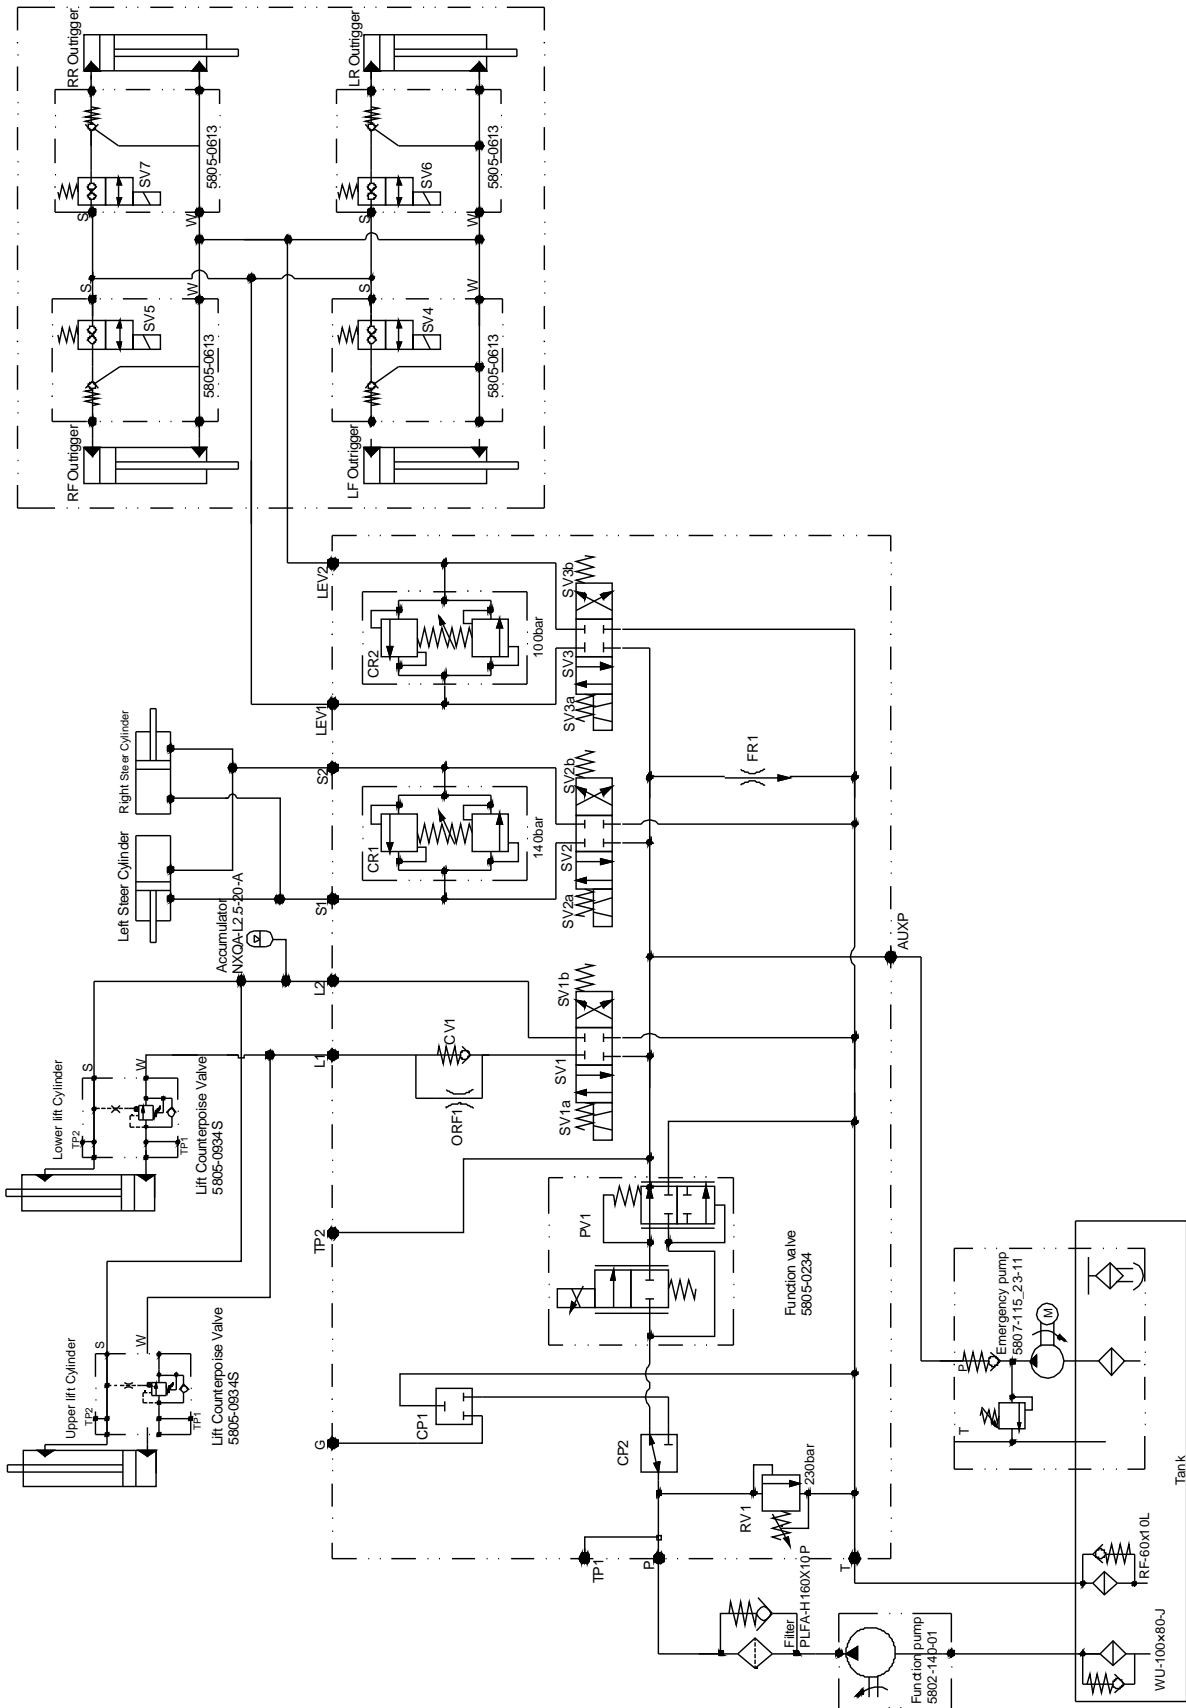 RR Outrigger
LR Outrigger
SV7
5805-0613
SV6
5805-0613
S
W
S
W
S
W
S
W
SV5
5805-0613
SV4
5805-0613
RF Outrigger
LF Outrigger
LEV2
LEV1
CR2
100bar
SV3b
SV3
SV3a
Right Steer Cylinder
Left Steer Cylinder
S2
S1
CR1
140bar
SV2b
SV2
SV2a
FR1
Accumulator
NXQA-L2.5-20-A
L2
L1
CV1
ORF1
SV1b
SV1
SV1a
AUXP
Lower lift Cylinder
S
W
TP2
TP1
Lift Counterpoise Valve
5805-0934S
Upper lift Cylinder
S
W
TP2
TP1
Lift Counterpoise Valve
5805-0934S
TP2
PV1
Function valve
5805-0234
G
CP1
CP2
RV1
230bar
TP1
P
T
Emergency pump
5807-115_23-11
P
T
M
Tank
Filter
PLFA-H160X10P
Function pump
5802-140-01
RF-60x10L
WU-100x80-J